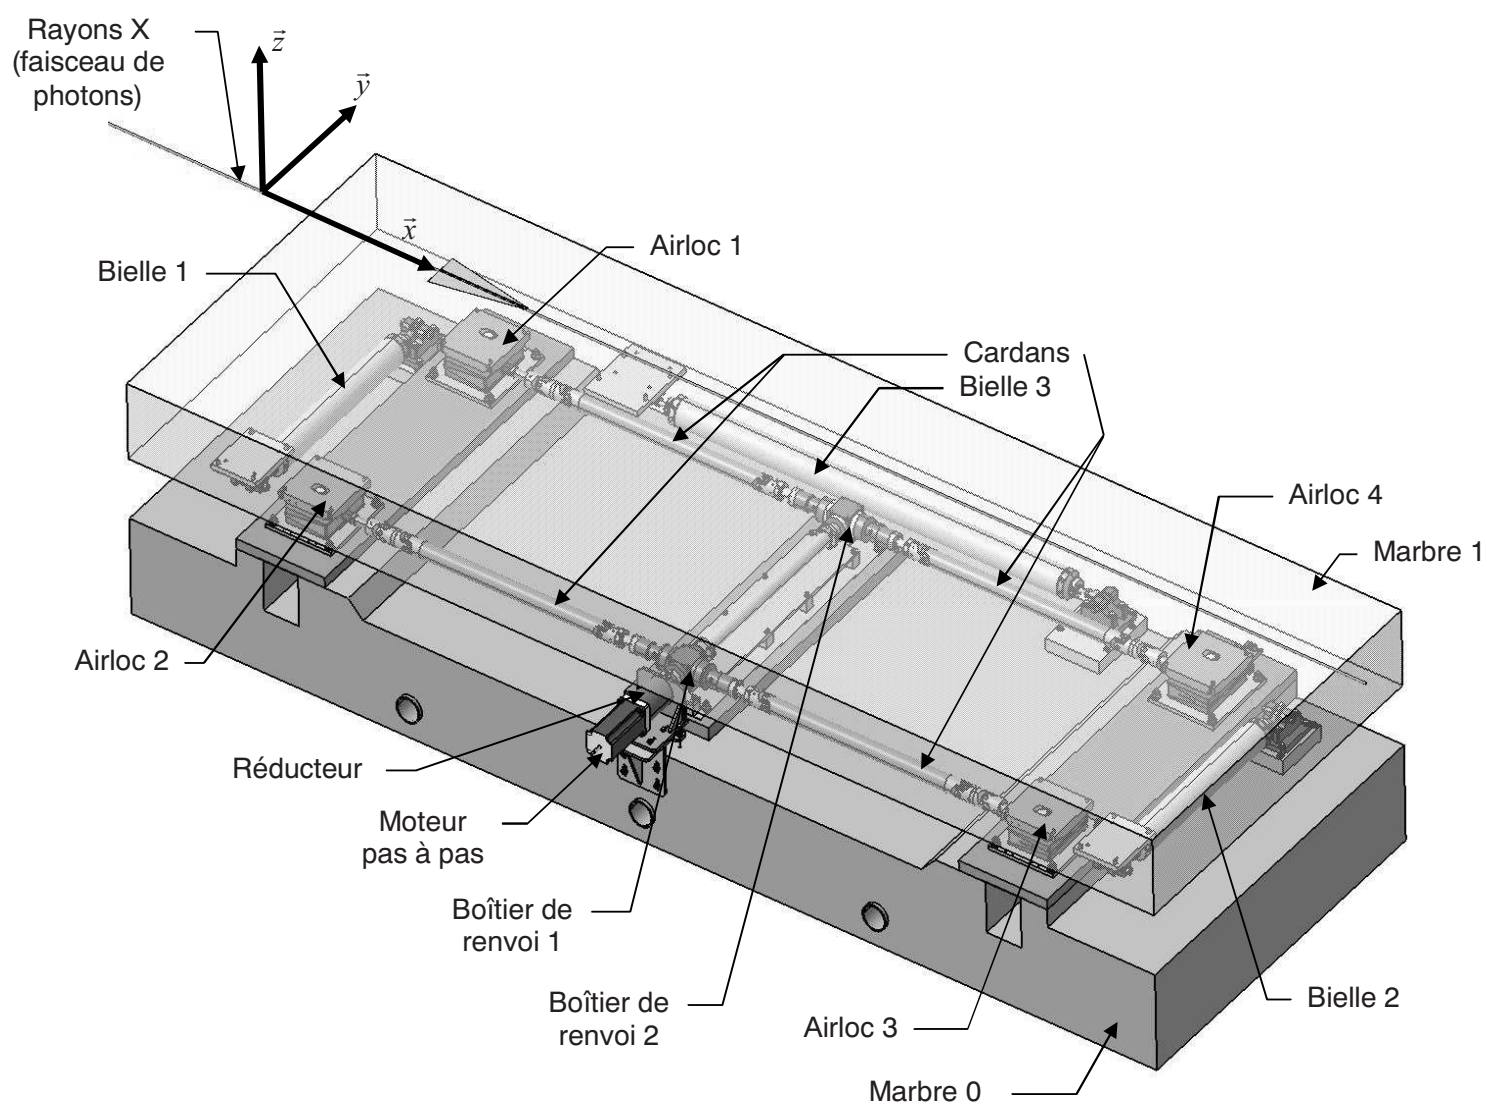 Rayons X
(faisceau de
photons)
z
y
x
Airloc 1
Bielle 1
Cardans
Bielle 3
Airloc 4
Marbre 1
Airloc 2
Réducteur
Moteur
pas à pas
Boîtier de
renvoi 1
Boîtier de
renvoi 2
Airloc 3
Bielle 2
Marbre 0